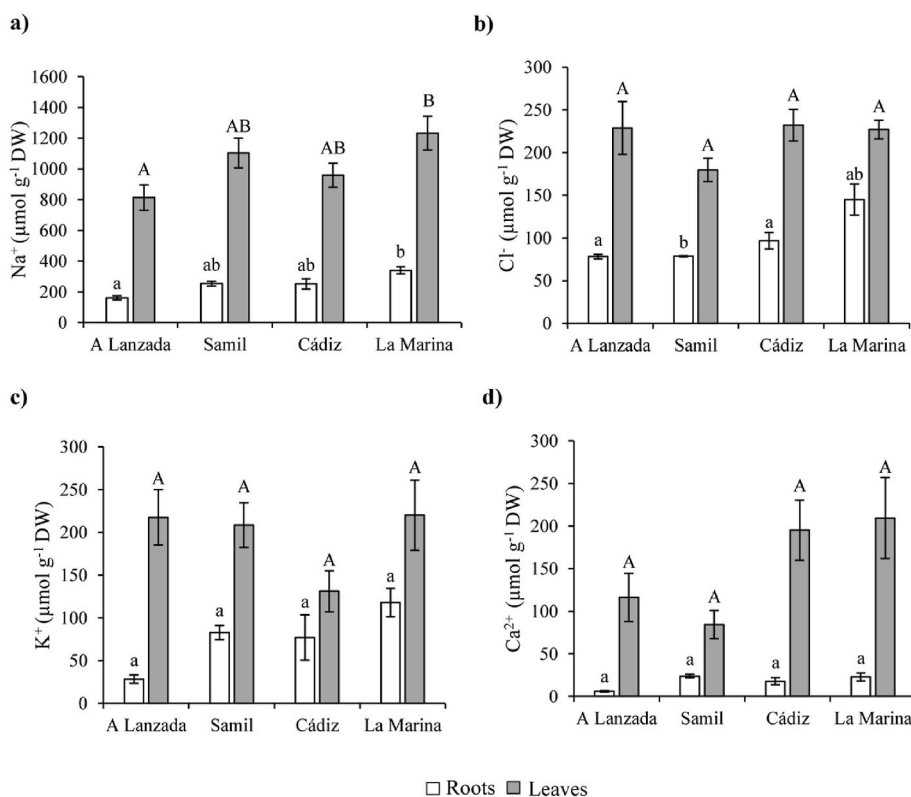 a)
Na⁺ (µmol g⁻¹ DW)
1600
1400
1200
1000
800
600
400
200
0
a
A
ab
AB
ab
AB
b
B
A Lanzada Samil Cádiz La Marina
b)
Cl⁻ (µmol g⁻¹ DW)
300
250
200
150
100
50
0
a
A
b
A
a
A
ab
A
A Lanzada Samil Cádiz La Marina
c)
K⁺ (µmol g⁻¹ DW)
300
250
200
150
100
50
0
a
A
a
A
a
A
a
A
A Lanzada Samil Cádiz La Marina
d)
Ca²⁺ (µmol g⁻¹ DW)
300
250
200
150
100
50
0
a
A
a
A
a
A
a
A
A Lanzada Samil Cádiz La Marina
Roots Leaves